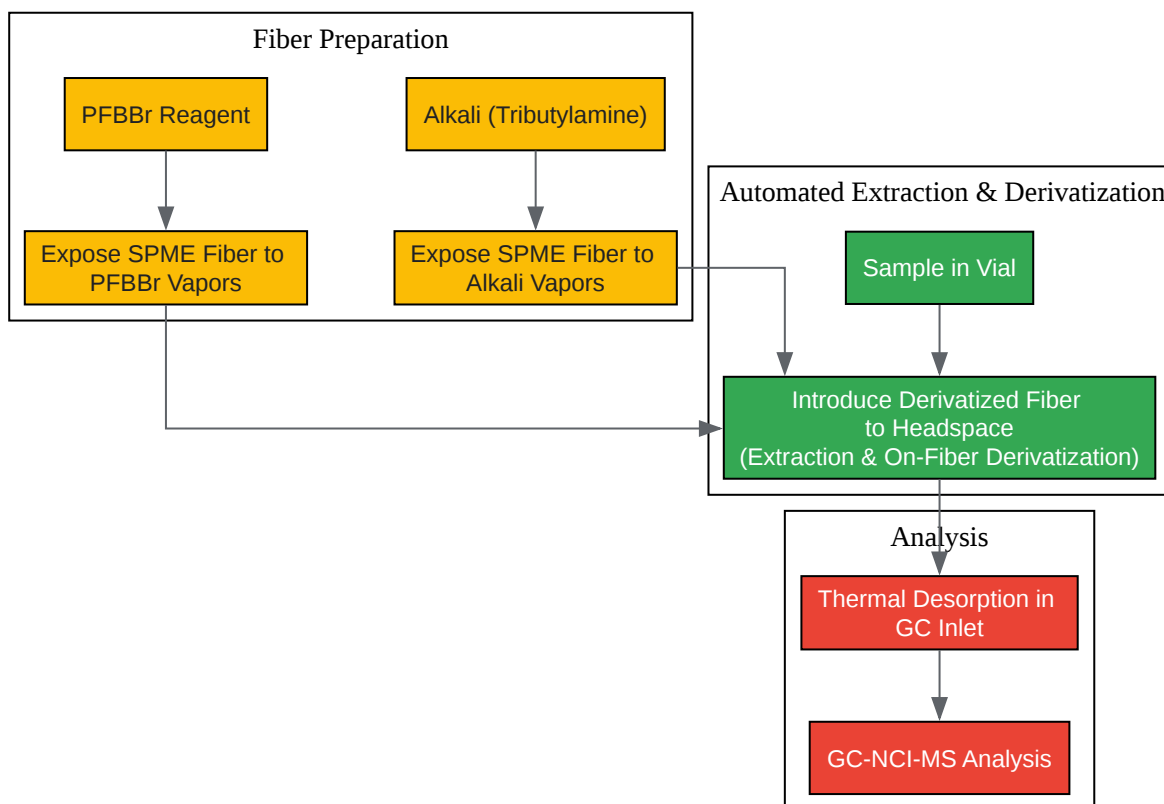 Fiber Preparation
PFBBr Reagent
Alkali (Tributylamine)
Expose SPME Fiber to
PFBBr Vapors
Expose SPME Fiber to
Alkali Vapors
Automated Extraction & Derivatization
Sample in Vial
Introduce Derivatized Fiber
to Headspace
(Extraction & On-Fiber Derivatization)
Analysis
Thermal Desorption in
GC Inlet
GC-NCI-MS Analysis